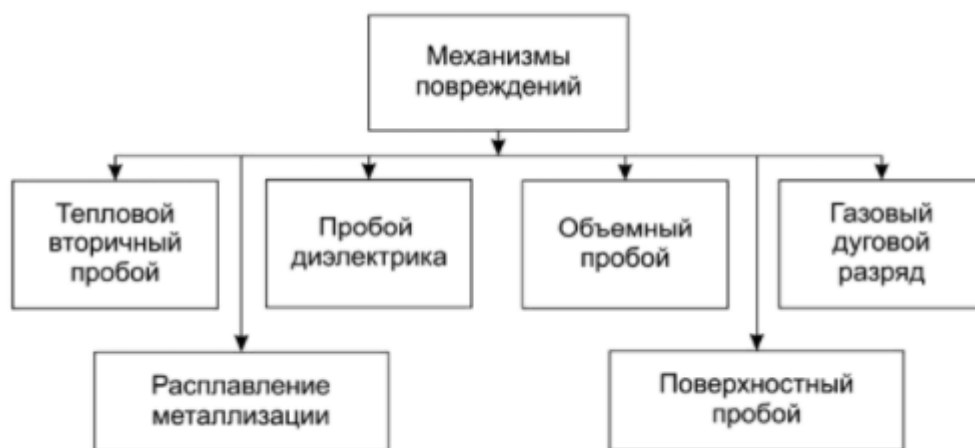 Механизмы
повреждений
Тепловой
вторичный
пробой
Пробой
диэлектрика
Объемный
пробой
Газовый
дуговой
разряд
Расплавление
металлизации
Поверхностный
пробой